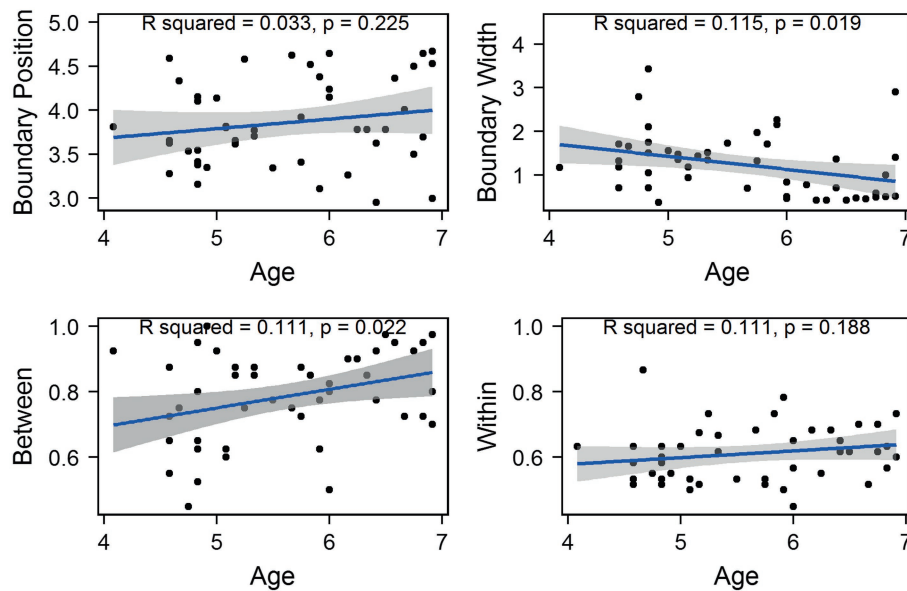 R squared = 0.033, p = 0.225
Boundary Position
5.0
4.5
4.0
3.5
3.0
4 5 6 7
Age
R squared = 0.115, p = 0.019
Boundary Width
4
3
2
1
4 5 6 7
Age
R squared = 0.111, p = 0.022
Between
1.0
0.8
0.6
4 5 6 7
Age
R squared = 0.111, p = 0.188
Within
1.0
0.8
0.6
4 5 6 7
Age